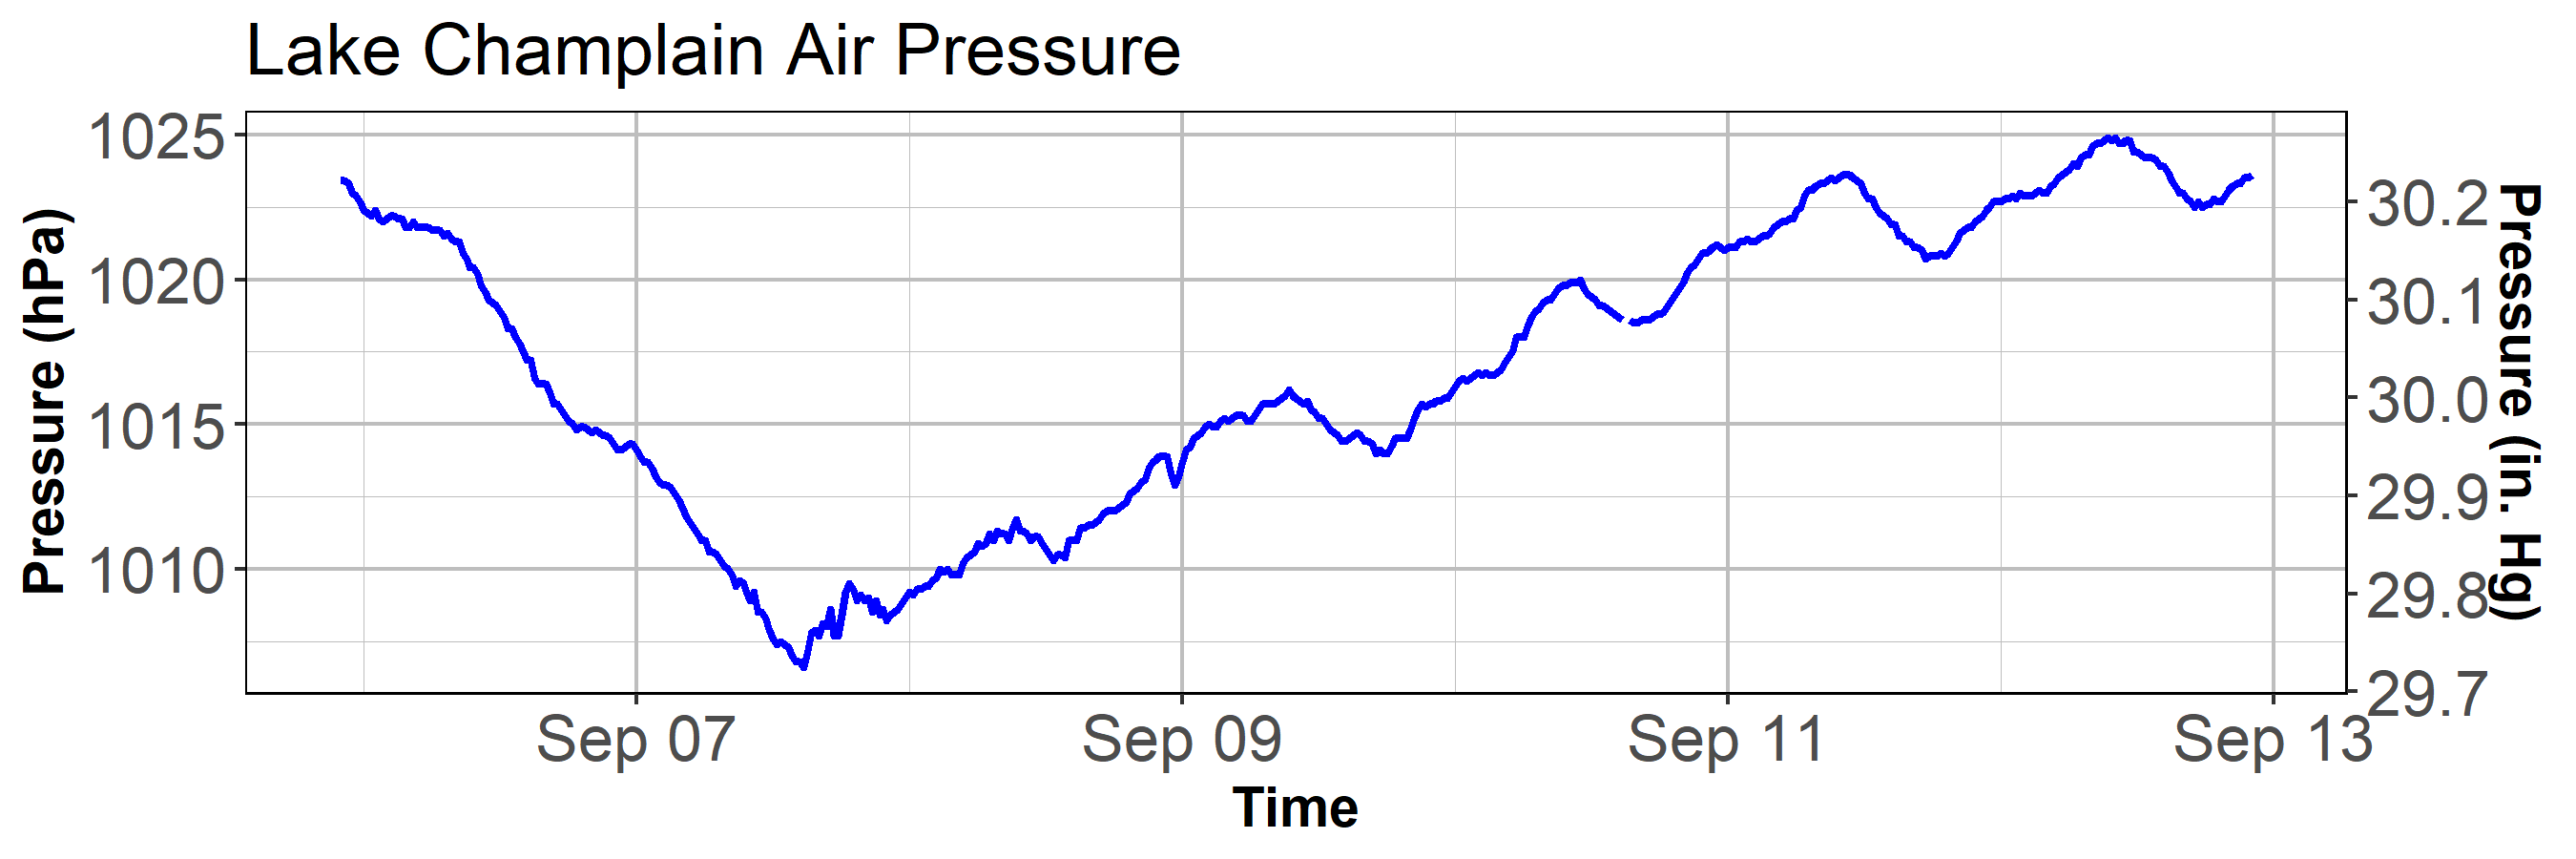 Lake Champlain Air Pressure
Pressure (hPa)
1025
1020
1015
1010
30.2
30.1
30.0
29.9
29.8
29.7
Pressure (in. Hg)
Sep 07
Sep 09
Sep 11
Sep 13
Time